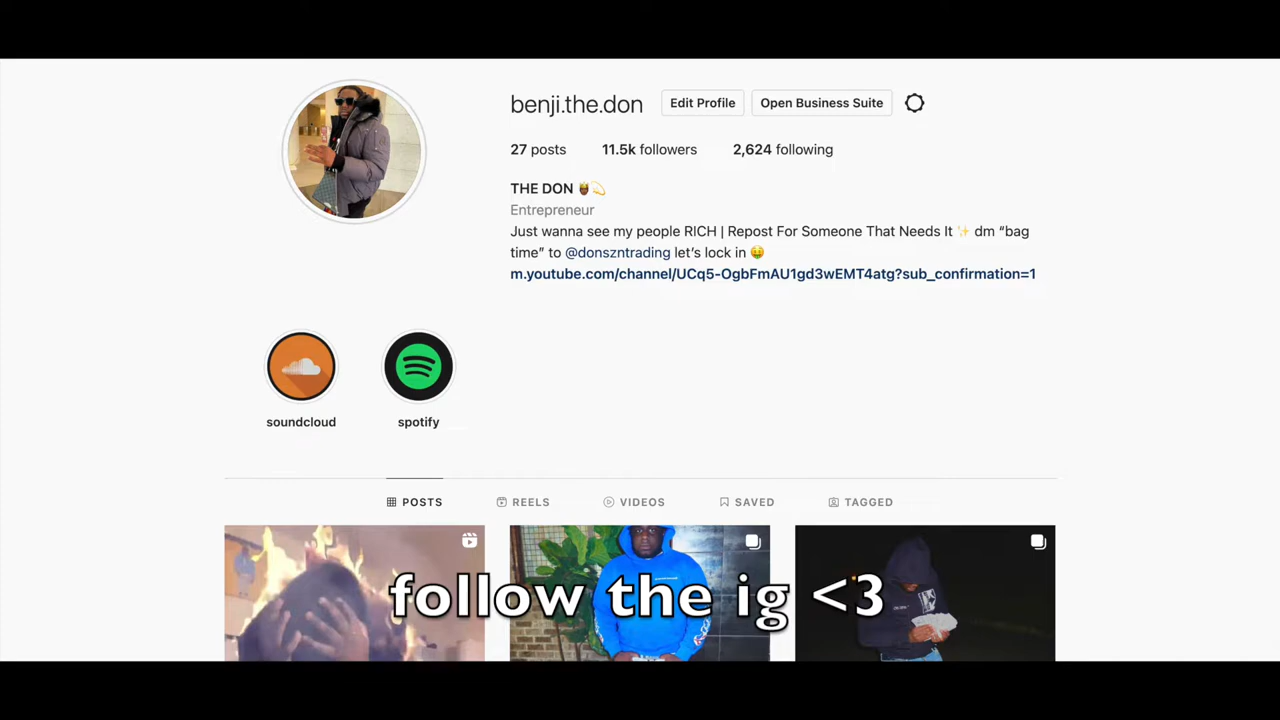 benji.the.don Edit Profile Open Business Suite
27 posts 11.5k followers 2,624 following
THE DON 🤴🏿💫
Entrepreneur
Just wanna see my people RICH | Repost For Someone That Needs It ✨ dm “bag
time” to @donszntrading let’s lock in 🤑
m.youtube.com/channel/UCq5-OgbFmAU1gd3wEMT4atg?sub_confirmation=1
soundcloud spotify
POSTS REELS VIDEOS SAVED TAGGED
follow the ig <3